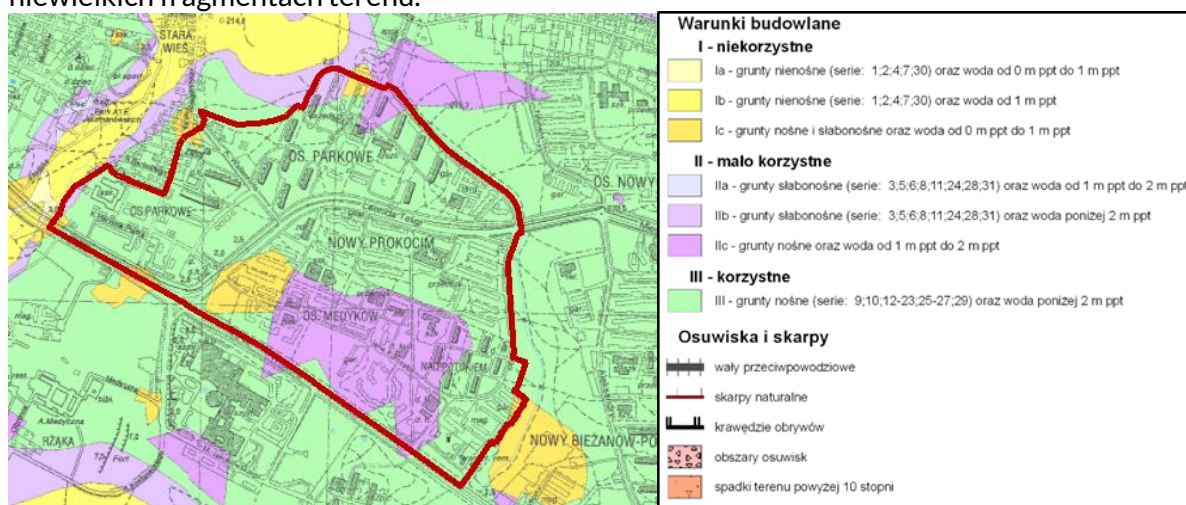 niewielkich fragmentach terenu.
STARA
WIEŚ
OS. PARKOWE
OS. PARKOWE
OS. NOWY
NOWY PROKOCIM
OS. MEDYKÓW
NAD POTOKIEM
NOWY BIEŻANÓW-PO
RŻĄKA
A.Medyczna
Fort
Warunki budowlane
I - niekorzystne
Ia - grunty nienośne (serie: 1;2;4;7;30) oraz woda od 0 m ppt do 1 m ppt
Ib - grunty nienośne (serie: 1;2;4;7;30) oraz woda od 1 m ppt
Ic - grunty nośne i słabonośne oraz woda od 0 m ppt do 1 m ppt
II - mało korzystne
IIa - grunty słabonośne (serie: 3;5;6;8;11;24;28;31) oraz woda od 1 m ppt do 2 m ppt
IIb - grunty słabonośne (serie: 3;5;6;8;11;24;28;31) oraz woda poniżej 2 m ppt
IIc - grunty nośne oraz woda od 1 m ppt do 2 m ppt
III - korzystne
III - grunty nośne (serie: 9;10;12-23;25-27;29) oraz woda poniżej 2 m ppt
Osuwiska i skarpy
wały przeciwpowodziowe
skarpy naturalne
krawędzie obrywów
obszary osuwisk
spadki terenu powyżej 10 stopni